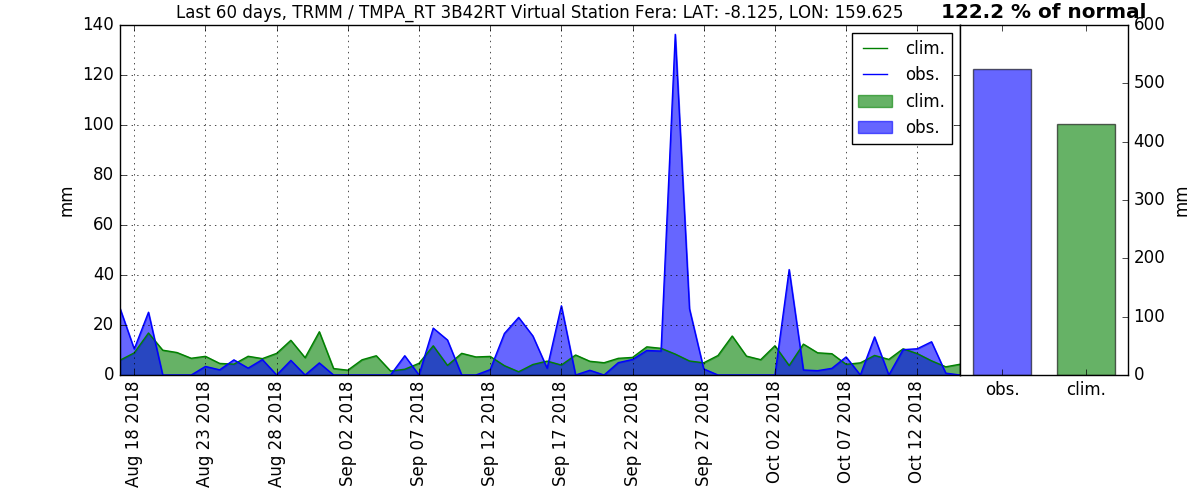 Last 60 days, TRMM / TMPA_RT 3B42RT Virtual Station Fera: LAT: -8.125, LON: 159.625
122.2 % of normal
140
120
100
80
60
40
20
0
mm
clim.
obs.
clim.
obs.
600
500
400
300
200
100
0
mm
Aug 18 2018
Aug 23 2018
Aug 28 2018
Sep 02 2018
Sep 07 2018
Sep 12 2018
Sep 17 2018
Sep 22 2018
Sep 27 2018
Oct 02 2018
Oct 07 2018
Oct 12 2018
obs.
clim.